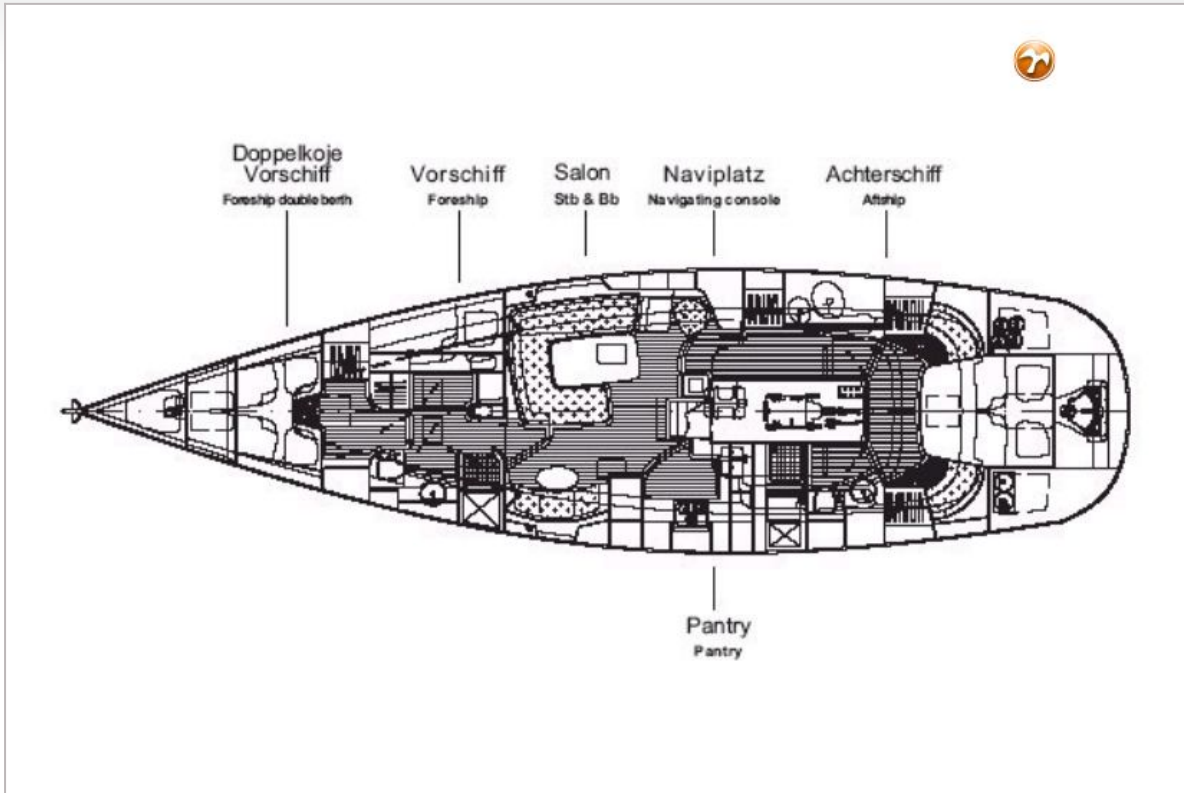 Doppelkoje
Vorschiff
Foreship double berth
Vorschiff
Foreship
Salon
Stb & Bb
Naviplatz
Navigating console
Achterschiff
Aftship
Pantry
Pantry